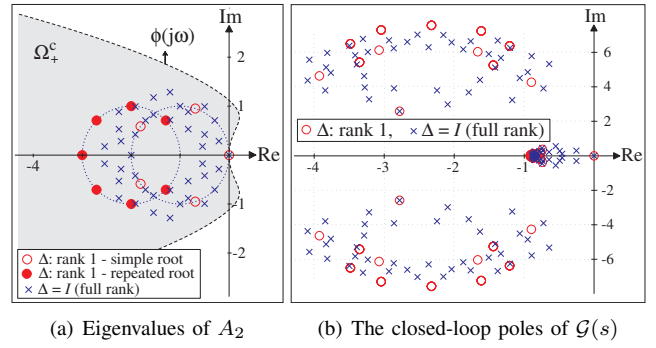 Im
Ω₊ᶜ
ϕ(jω)
2
1
-4
Re
-1
-2
Δ: rank 1 - simple root
Δ: rank 1 - repeated root
Δ = I (full rank)
(a) Eigenvalues of A₂
Im
6
4
2
Δ: rank 1, Δ = I (full rank)
-4 -3 -2 -1
Re
-2
-4
-6
(b) The closed-loop poles of 𝒢(s)